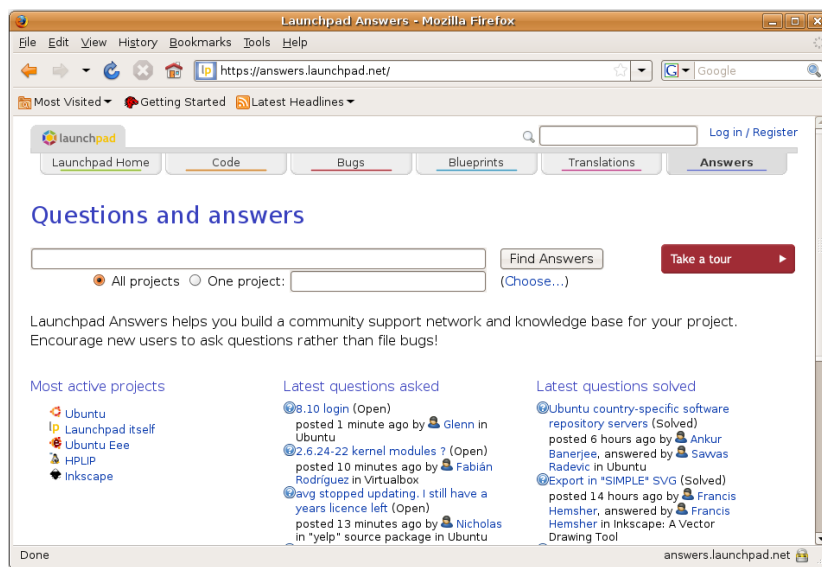 Launchpad Answers - Mozilla Firefox
File Edit View History Bookmarks Tools Help
lp https://answers.launchpad.net/ G Google
Most Visited Getting Started Latest Headlines
launchpad Log in / Register
Launchpad Home Code Bugs Blueprints Translations Answers
Questions and answers
Find Answers Take a tour
All projects One project: (Choose...)
Launchpad Answers helps you build a community support network and knowledge base for your project.
Encourage new users to ask questions rather than file bugs!
Most active projects
Ubuntu
lp Launchpad itself
Ubuntu Eee
HPLIP
Inkscape
Latest questions asked
8.10 login (Open)
posted 1 minute ago by Glenn in
Ubuntu
2.6.24-22 kernel modules ? (Open)
posted 10 minutes ago by Fabián
Rodríguez in Virtualbox
avg stopped updating. I still have a
years licence left (Open)
posted 13 minutes ago by Nicholas
in "yelp" source package in Ubuntu
Latest questions solved
Ubuntu country-specific software
repository servers (Solved)
posted 6 hours ago by Ankur
Banerjee, answered by Savvas
Radevic in Ubuntu
Export in "SIMPLE" SVG (Solved)
posted 14 hours ago by Francis
Hemsher, answered by Francis
Hemsher in Inkscape: A Vector
Drawing Tool
Done answers.launchpad.net